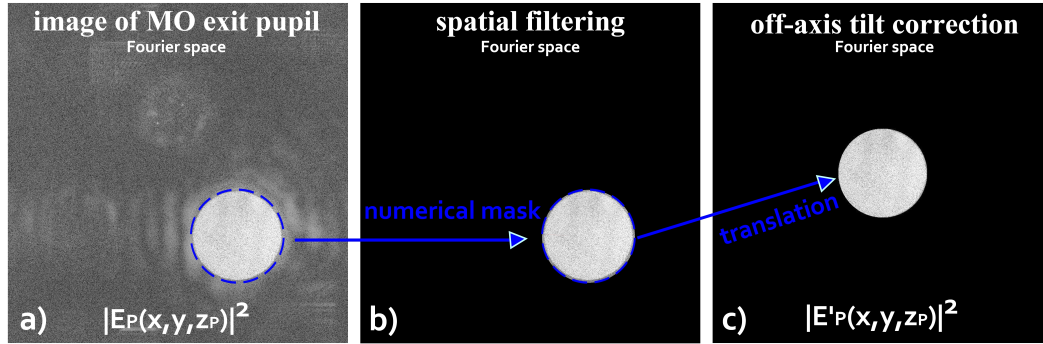 image of MO exit pupil
Fourier space
a)
|EP(x,y,zP)|²
spatial filtering
Fourier space
numerical mask
b)
off-axis tilt correction
Fourier space
translation
c)
|E'P(x,y,zP)|²